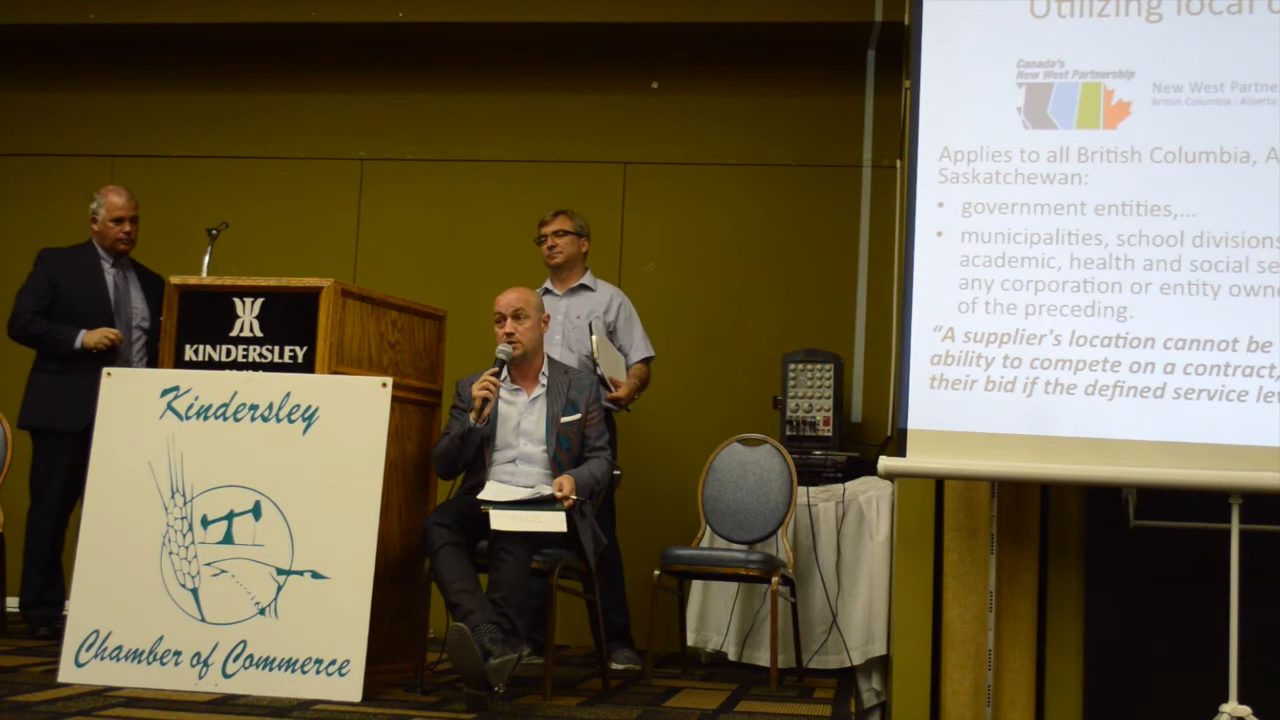 KINDERSLEY
Kindersley
Chamber of Commerce
Utilizing local
Canada's
New West Partnership
New West Partne
British Columbia . Alberta
Applies to all British Columbia, A
Saskatchewan:
• government entities,...
• municipalities, school divisions
academic, health and social se
any corporation or entity owne
of the preceding.
“A supplier's location cannot be
ability to compete on a contract,
their bid if the defined service lev